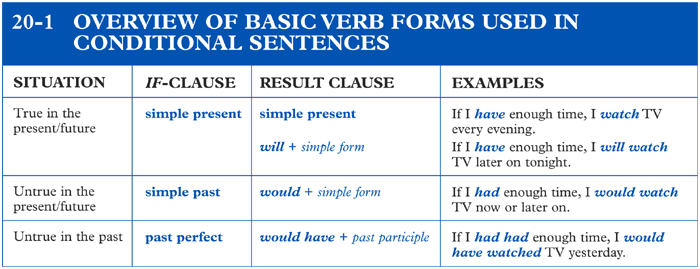 20-1 OVERVIEW OF BASIC VERB FORMS USED IN
CONDITIONAL SENTENCES
SITUATION IF-CLAUSE RESULT CLAUSE EXAMPLES
True in the simple present simple present If I have enough time, I watch TV
present/future every evening.
will + simple form If I have enough time, I will watch
TV later on tonight.
Untrue in the simple past would + simple form If I had enough time, I would watch
present/future TV now or later on.
Untrue in the past past perfect would have + past participle If I had had enough time, I would
have watched TV yesterday.